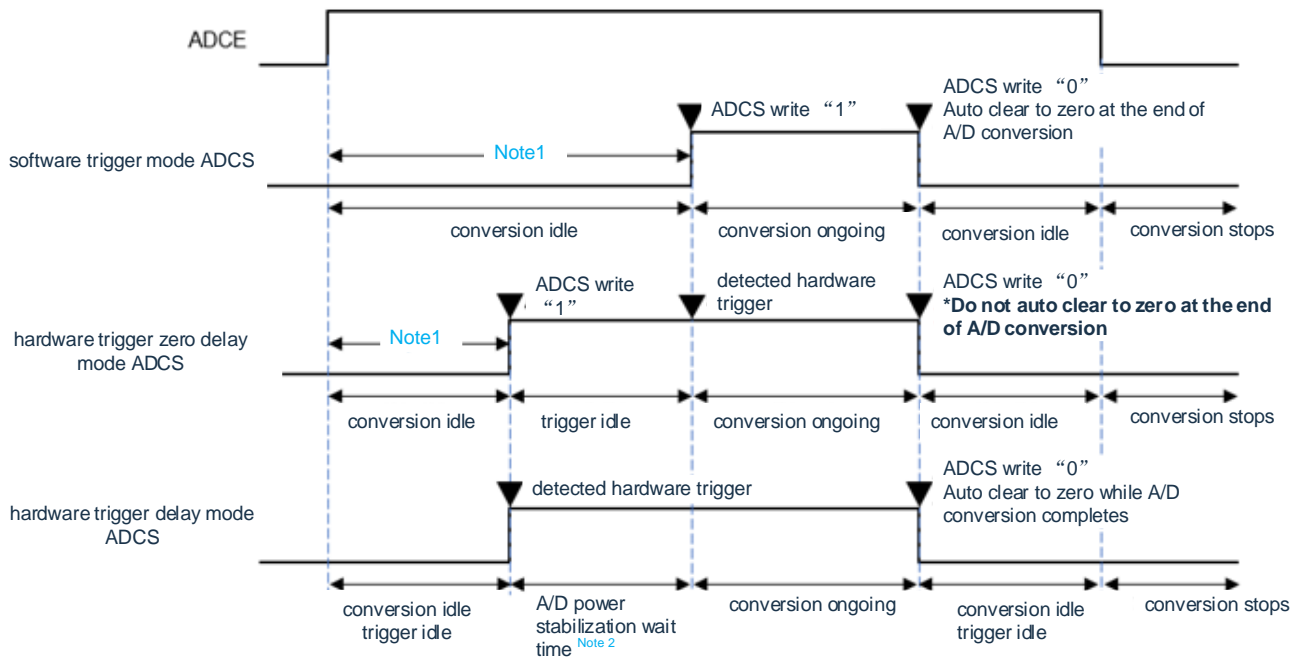 ADCE
ADCS write “0”
Auto clear to zero at the end of
A/D conversion
ADCS write “1”
software trigger mode ADCS
Note1
conversion idle
conversion ongoing
conversion idle
conversion stops
ADCS write
“1”
detected hardware
trigger
ADCS write “0”
*Do not auto clear to zero at the end
of A/D conversion
hardware trigger zero delay
mode ADCS
Note1
conversion idle
trigger idle
conversion ongoing
conversion idle
conversion stops
ADCS write “0”
Auto clear to zero while A/D
conversion completes
detected hardware trigger
hardware trigger delay mode
ADCS
conversion idle
trigger idle
A/D power
stabilization wait
time Note 2
conversion ongoing
conversion idle
trigger idle
conversion stops